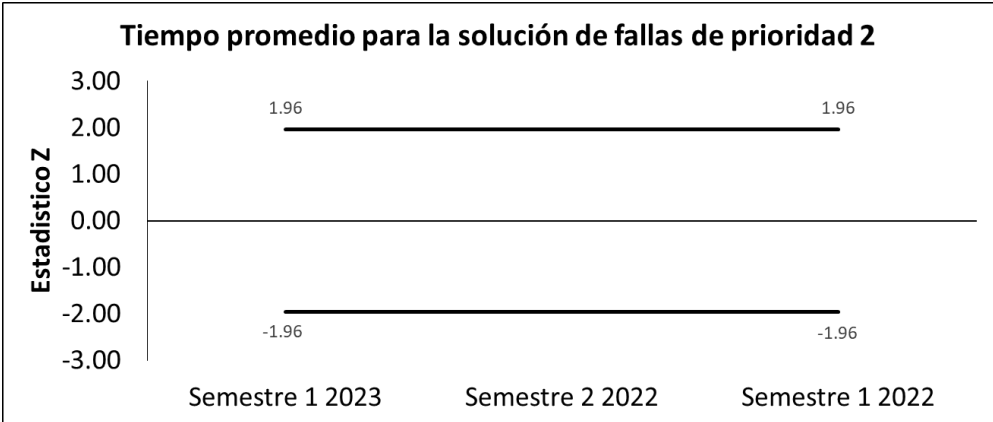 Tiempo promedio para la solución de fallas de prioridad 2
Estadistico Z
3.00
2.00
1.00
0.00
-1.00
-2.00
-3.00
1.96
1.96
-1.96
-1.96
Semestre 1 2023
Semestre 2 2022
Semestre 1 2022